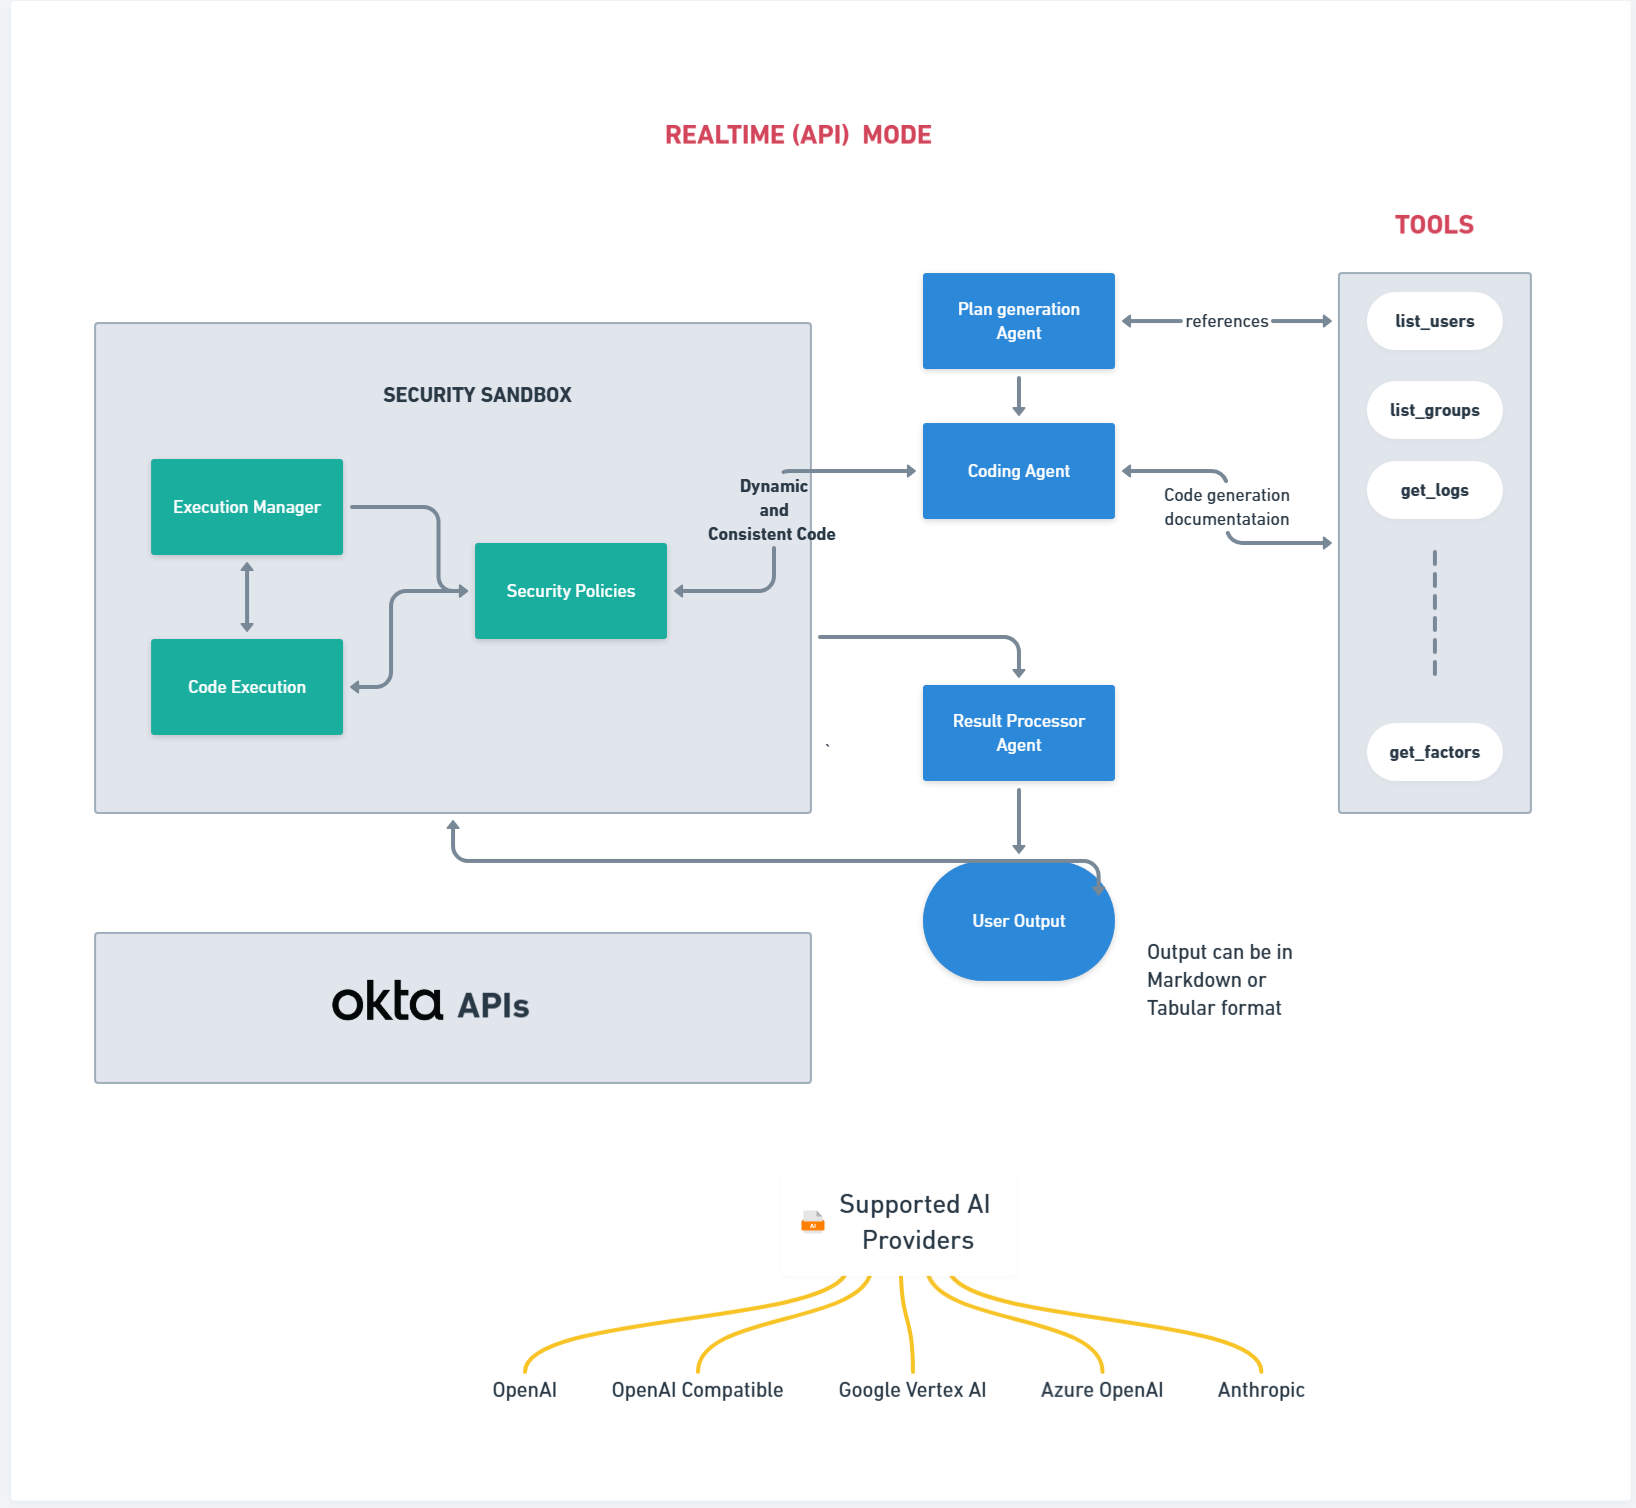 REALTIME (API) MODE
TOOLS
Plan generation
Agent
references
list_users
SECURITY SANDBOX
list_groups
Coding Agent
Dynamic
and
Consistent Code
Code generation
documentataion
get_logs
Execution Manager
Security Policies
Code Execution
Result Processor
Agent
`
get_factors
User Output
Output can be in
Markdown or
Tabular format
okta APIs
AI
Supported AI
Providers
OpenAI
OpenAI Compatible
Google Vertex AI
Azure OpenAI
Anthropic